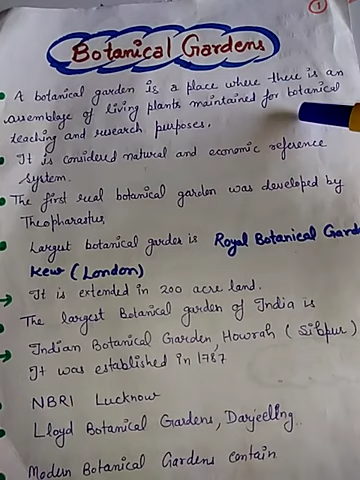 1
Botanical Gardens
A botanical garden is a place where there is an
assemblage of living plants maintained for botanical
teaching and research purposes.
It is considered natural and economic reference
system.
The first real botanical garden was developed by
Theopharastus
Largest botanical garden is Royal Botanical Gard
Kew (London)
It is extended in 200 acre land.
The largest Botanical garden of India is
Indian Botanical Garden, Howrah (Sibpur)
It was established in 1787
NBRI Lucknow
Lloyd Botanical Gardens, Darjeeling
Modern Botanical Gardens contain